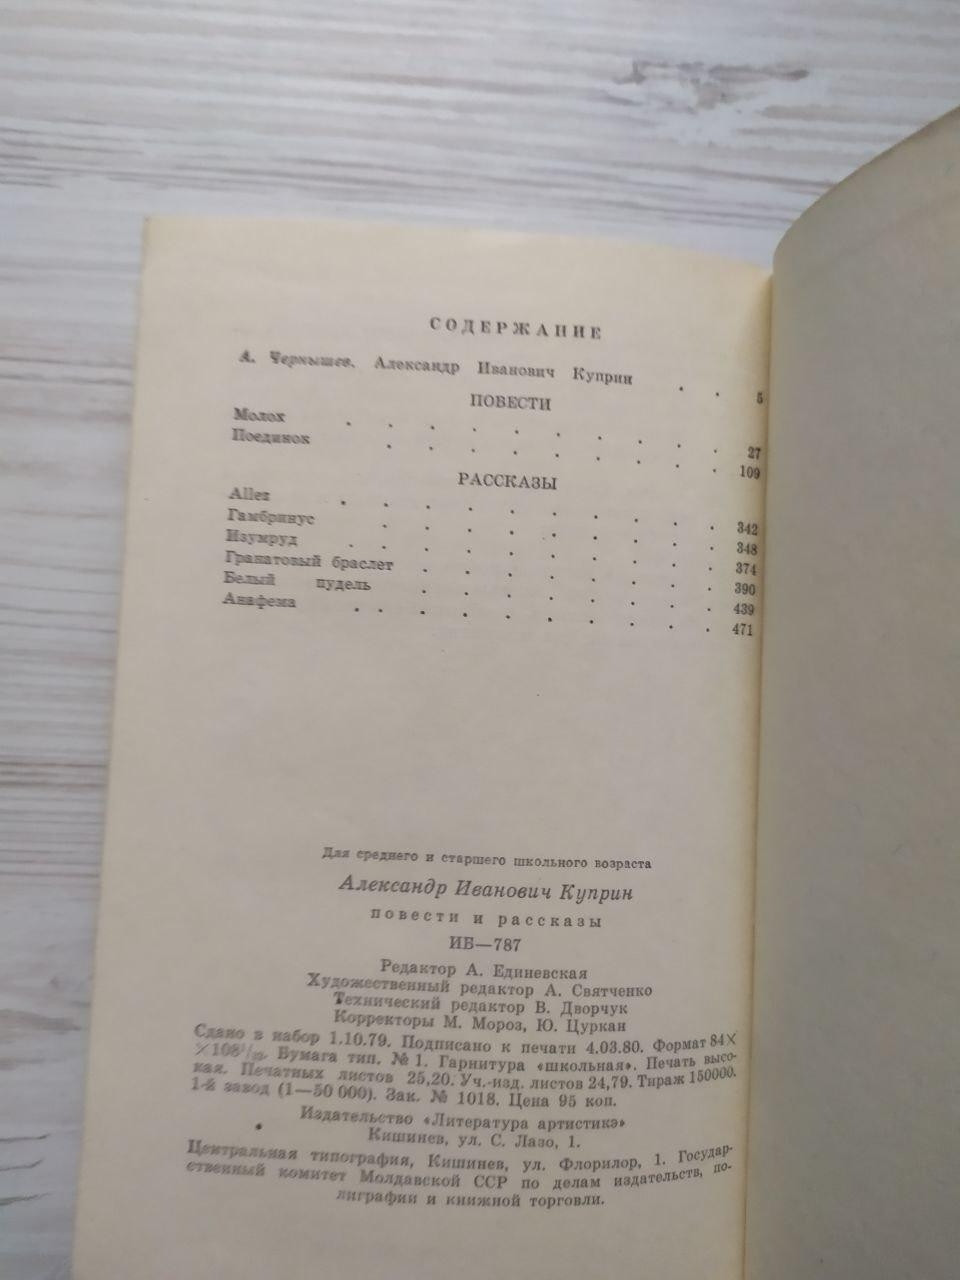 СОДЕРЖАНИЕ
А. Чернышев. Александр Иванович Куприн . . 5
ПОВЕСТИ
Молох . . . . . . . . . . 27
Поединок . . . . . . . . . 109
РАССКАЗЫ
Allez . . . . . . . . . . 342
Гамбринус . . . . . . . . . 348
Изумруд . . . . . . . . . . 374
Гранатовый браслет . . . . . . . . 390
Белый пудель . . . . . . . . 439
Анафема . . . . . . . . . . 471
Для среднего и старшего школьного возраста
Александр Иванович Куприн
повести и рассказы
ИБ—787
Редактор А. Единевская
Художественный редактор А. Святченко
Технический редактор В. Дворчук
Корректоры М. Мороз, Ю. Цуркан
Сдано в набор 1.10.79. Подписано к печати 4.03.80. Формат 84×
×108¹/₃₂. Бумага тип. № 1. Гарнитура «школьная». Печать высо-
кая. Печатных листов 25,20. Уч.-изд. листов 24,79. Тираж 150000.
1-й завод (1—50 000). Зак. № 1018. Цена 95 коп.
Издательство «Литература артистикэ»
Кишинев, ул. С. Лазо, 1.
Центральная типография, Кишинев, ул. Флорилор, 1. Государ-
ственный комитет Молдавской ССР по делам издательств, по-
лиграфии и книжной торговли.